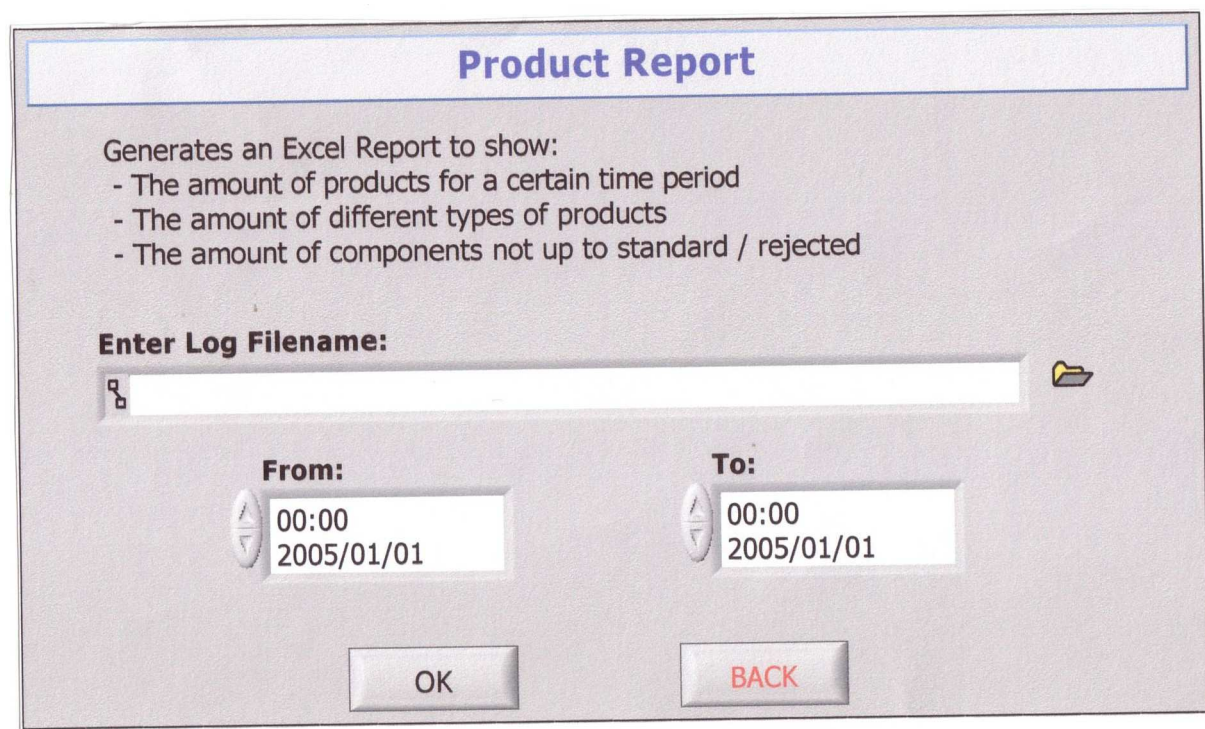 Product Report
Generates an Excel Report to show:
- The amount of products for a certain time period
- The amount of different types of products
- The amount of components not up to standard / rejected
Enter Log Filename:
From:
To:
00:00
2005/01/01
00:00
2005/01/01
OK
BACK